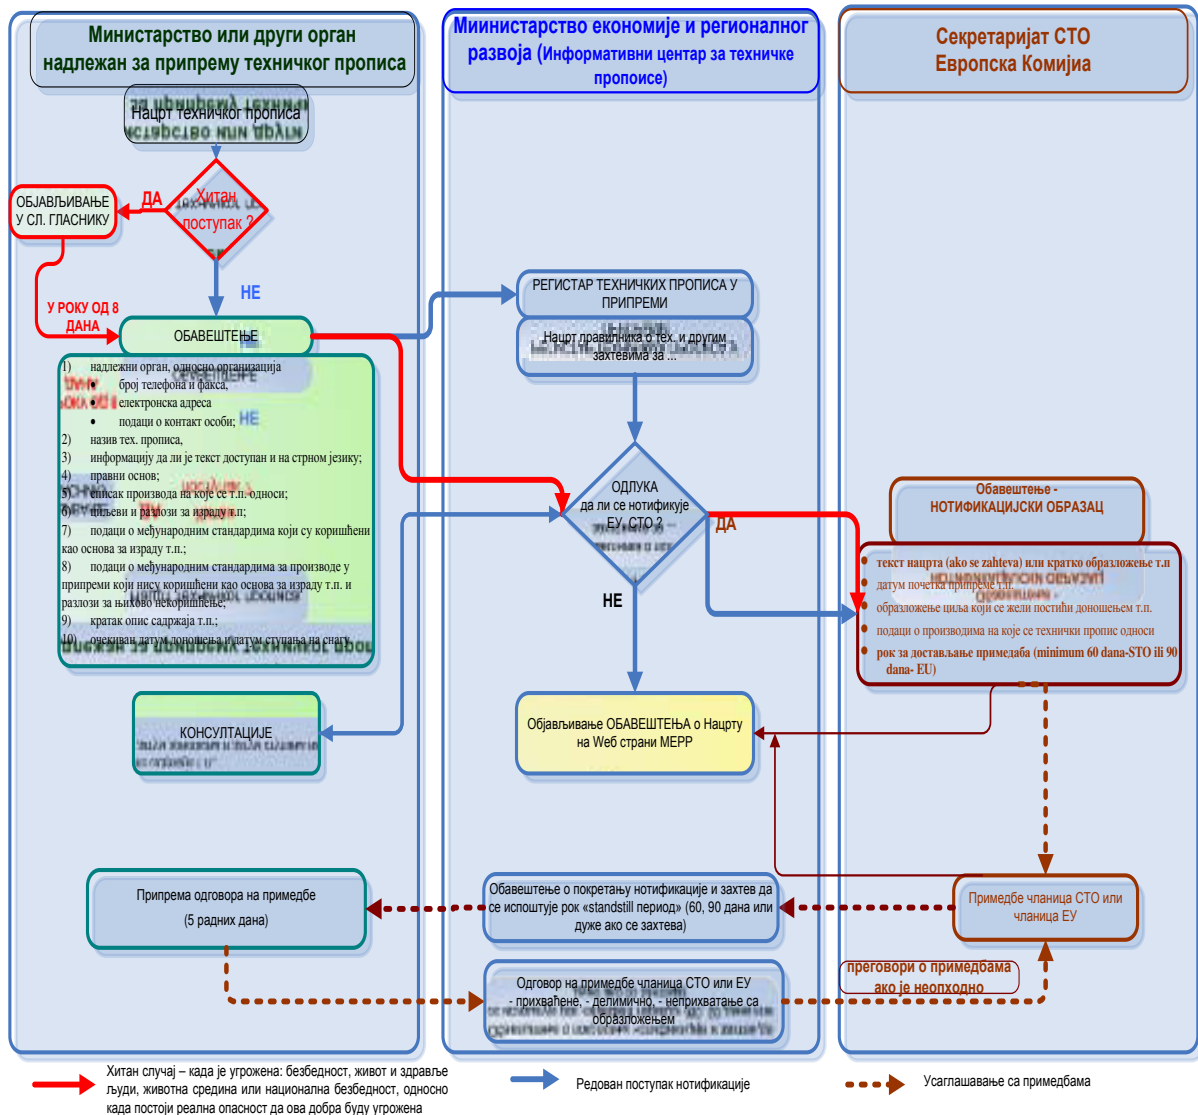 Министарство или други орган
надлежан за припрему техничког прописа
Нацрт техничког прописа
Хитан
поступак ?
ДА
ОБЈАВЉИВАЊЕ
У СЛ. ГЛАСНИКУ
НЕ
У РОКУ ОД 8
ДАНА
ОБАВЕШТЕЊЕ
1) надлежни орган, односно организација
• број телефона и факса,
• електронска адреса
• подаци о контакт особи;
2) назив тех. прописа,
3) информацију да ли је текст доступан и на стрном језику;
4) правни основ;
5) списак производа на које се т.п. односи;
6) циљеви и разлози за израду т.п;
7) подаци о међународним стандардима који су коришћени
као основа за израду т.п.;
8) подаци о међународним стандардима за производе у
припреми који нису коришћени као основа за израду т.п. и
разлози за њихово некоришћење;
9) кратак опис садржаја т.п.;
10) очекиван датум доношења и датум ступања на снагу.
КОНСУЛТАЦИЈЕ
Припрема одговора на примедбе
(5 радних дана)
Миинистарство економије и регионалног
развоја (Информативни центар за техничке
пропоисе)
РЕГИСТАР ТЕХНИЧКИХ ПРОПИСА У
ПРИПРЕМИ
Нацрт правилника о тех. и другим
захтевима за ...
ОДЛУКА
да ли се нотификује
ЕУ, СТО ?
ДА
НЕ
Објављивање ОБАВЕШТЕЊА о Нацрту
на Wеб страни МЕРР
Обавештење о покретању нотификације и захтев да
се испоштује рок «standstill период» (60, 90 дана или
дуже ако се захтева)
Одговор на примедбе чланица СТО или ЕУ
- прихваћене, - делимично, - неприхватање са
образложењем
Секретаријат СТО
Европска Комијиа
Обавештење -
НОТИФИКАЦИЈСКИ ОБРАЗАЦ
• текст нацрта (ako se zahteva) или кратко образложење т.п
• датум почетка припреме т.п.
• образложење циља који се жели постићи доношењем т.п.
• подаци о производима на које се технички пропис односи
• рок за достављање примедаба (minimum 60 dana-STO ili 90
dana- EU)
Примедбе чланица СТО или
чланица ЕУ
преговори о примедбама
ако је неопходно
Хитан случај – када је угрожена: безбедност, живот и здравље
људи, животна средина или национална безбедност, односно
када постоји реална опасност да ова добра буду угрожена
Редован поступак нотификације
Усаглашавање са примедбама